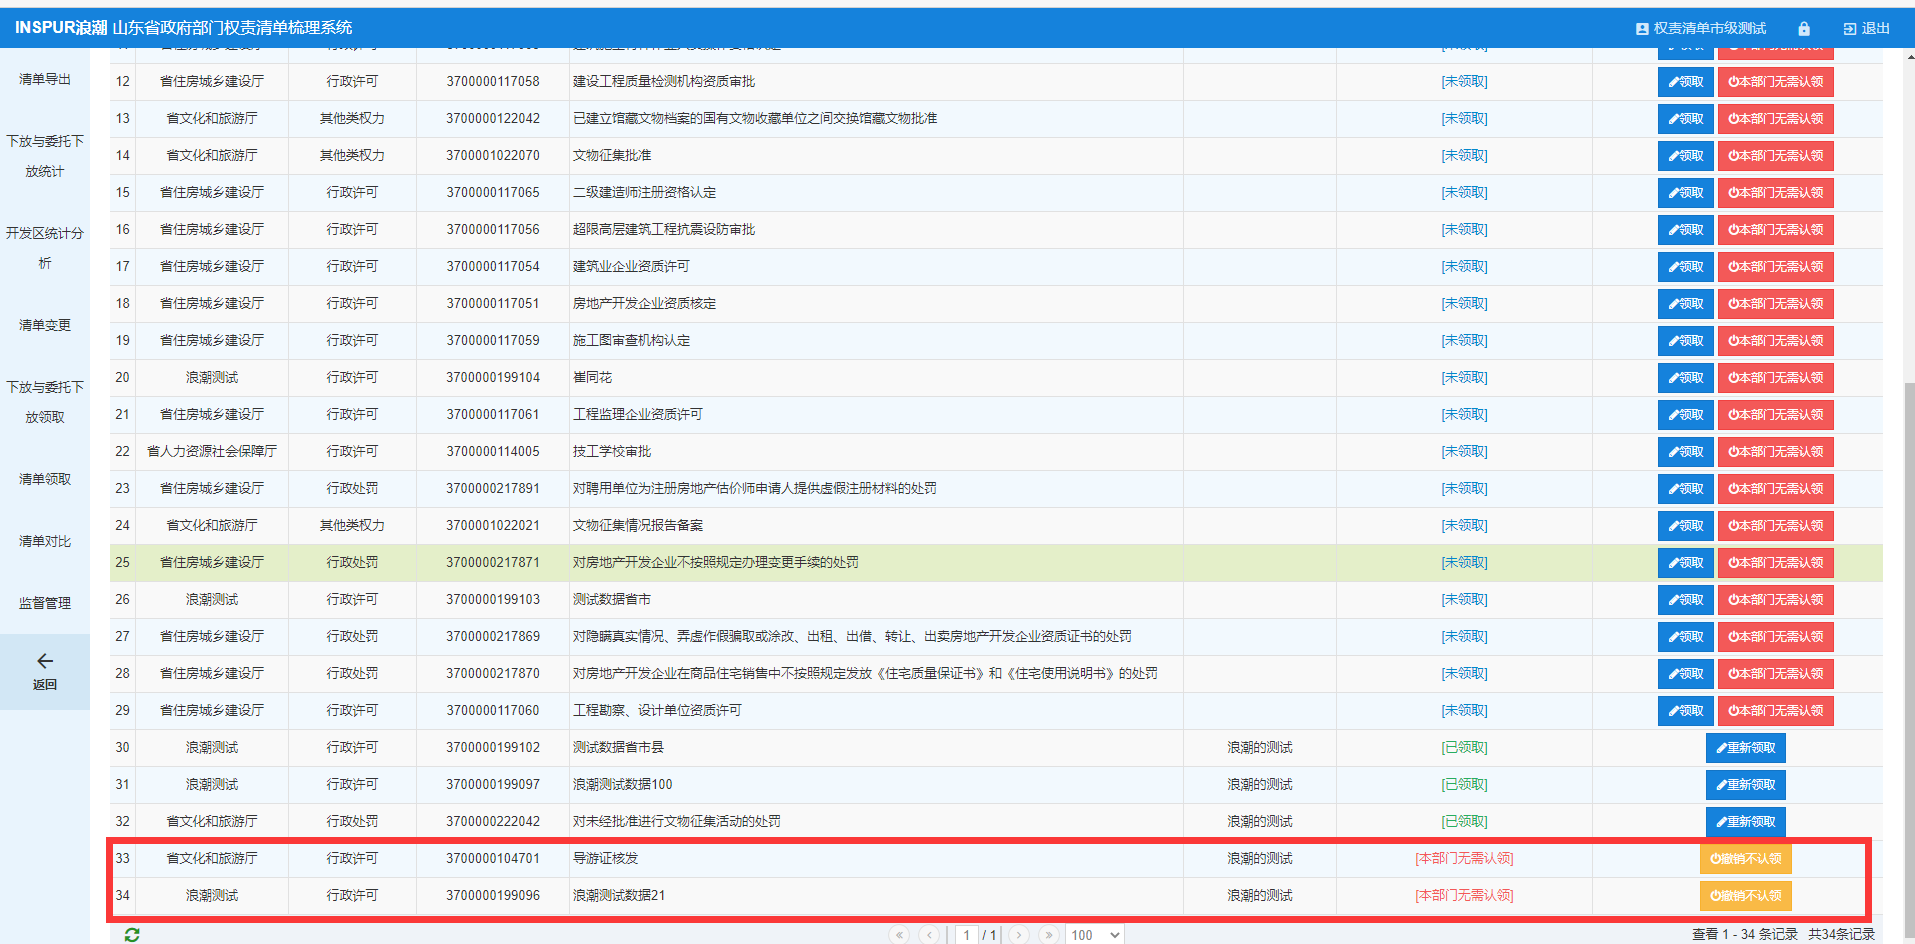 INSPUR浪潮 山东省政府部门权责清单梳理系统 权责清单市级测试 退出
清单导出
下放与委托下
放统计
开发区统计分
析
清单变更
下放与委托下
放领取
清单领取
清单对比
监督管理
返回
12 省住房城乡建设厅 行政许可 3700000117058 建设工程质量检测机构资质审批 [未领取] 领取 本部门无需认领
13 省文化和旅游厅 其他类权力 3700000122042 已建立馆藏文物档案的国有文物收藏单位之间交换馆藏文物批准 [未领取] 领取 本部门无需认领
14 省文化和旅游厅 其他类权力 3700001022070 文物征集批准 [未领取] 领取 本部门无需认领
15 省住房城乡建设厅 行政许可 3700000117065 二级建造师注册资格认定 [未领取] 领取 本部门无需认领
16 省住房城乡建设厅 行政许可 3700000117056 超限高层建筑工程抗震设防审批 [未领取] 领取 本部门无需认领
17 省住房城乡建设厅 行政许可 3700000117054 建筑业企业资质许可 [未领取] 领取 本部门无需认领
18 省住房城乡建设厅 行政许可 3700000117051 房地产开发企业资质核定 [未领取] 领取 本部门无需认领
19 省住房城乡建设厅 行政许可 3700000117059 施工图审查机构认定 [未领取] 领取 本部门无需认领
20 浪潮测试 行政许可 3700000199104 崔同花 [未领取] 领取 本部门无需认领
21 省住房城乡建设厅 行政许可 3700000117061 工程监理企业资质许可 [未领取] 领取 本部门无需认领
22 省人力资源社会保障厅 行政许可 3700000114005 技工学校审批 [未领取] 领取 本部门无需认领
23 省住房城乡建设厅 行政处罚 3700000217891 对聘用单位为注册房地产估价师申请人提供虚假注册材料的处罚 [未领取] 领取 本部门无需认领
24 省文化和旅游厅 其他类权力 3700001022021 文物征集情况报告备案 [未领取] 领取 本部门无需认领
25 省住房城乡建设厅 行政处罚 3700000217871 对房地产开发企业不按照规定办理变更手续的处罚 [未领取] 领取 本部门无需认领
26 浪潮测试 行政许可 3700000199103 测试数据省市 [未领取] 领取 本部门无需认领
27 省住房城乡建设厅 行政处罚 3700000217869 对隐瞒真实情况、弄虚作假骗取或涂改、出租、出借、转让、出卖房地产开发企业资质证书的处罚 [未领取] 领取 本部门无需认领
28 省住房城乡建设厅 行政处罚 3700000217870 对房地产开发企业在商品住宅销售中不按照规定发放《住宅质量保证书》和《住宅使用说明书》的处罚 [未领取] 领取 本部门无需认领
29 省住房城乡建设厅 行政许可 3700000117060 工程勘察、设计单位资质许可 [未领取] 领取 本部门无需认领
30 浪潮测试 行政许可 3700000199102 测试数据省市县 浪潮的测试 [已领取] 重新领取
31 浪潮测试 行政许可 3700000199097 浪潮测试数据100 浪潮的测试 [已领取] 重新领取
32 省文化和旅游厅 行政处罚 3700000222042 对未经批准进行文物征集活动的处罚 浪潮的测试 [已领取] 重新领取
33 省文化和旅游厅 行政许可 3700000104701 导游证核发 浪潮的测试 [本部门无需认领] 撤销不认领
34 浪潮测试 行政许可 3700000199096 浪潮测试数据21 浪潮的测试 [本部门无需认领] 撤销不认领
1 / 1 100 查看 1 - 34 条记录 共34条记录